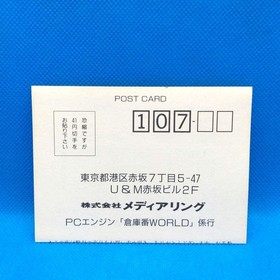 POST CARD
恐縮ですが
お円切手を
お貼り下さい
107-
東京都港区赤坂7丁目5-47
U&M赤坂ビル2F
株式会社メディアリング
PCエンジン「倉庫番WORLD」係行